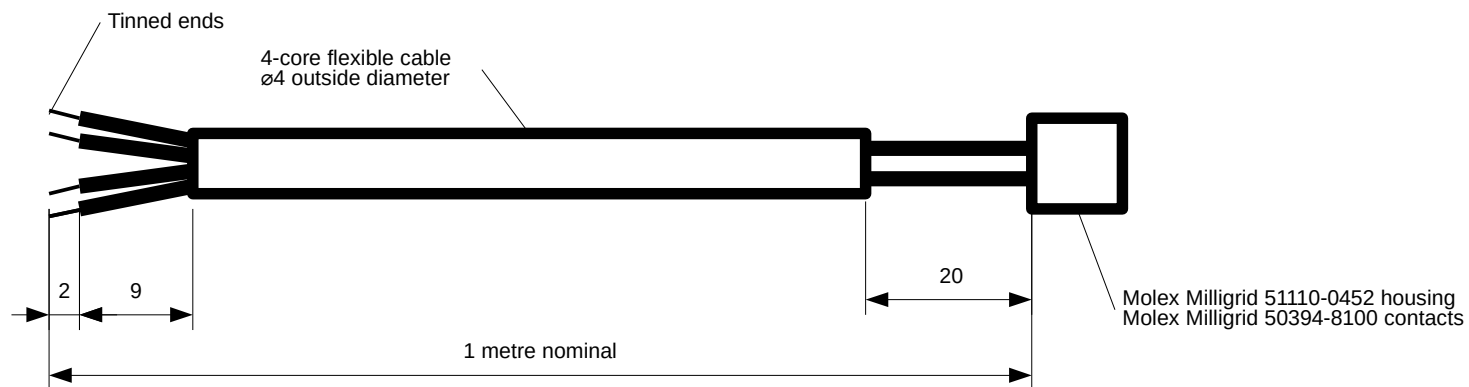 Tinned ends
4-core flexible cable
⌀4 outside diameter
2
9
20
Molex Milligrid 51110-0452 housing
Molex Milligrid 50394-8100 contacts
1 metre nominal